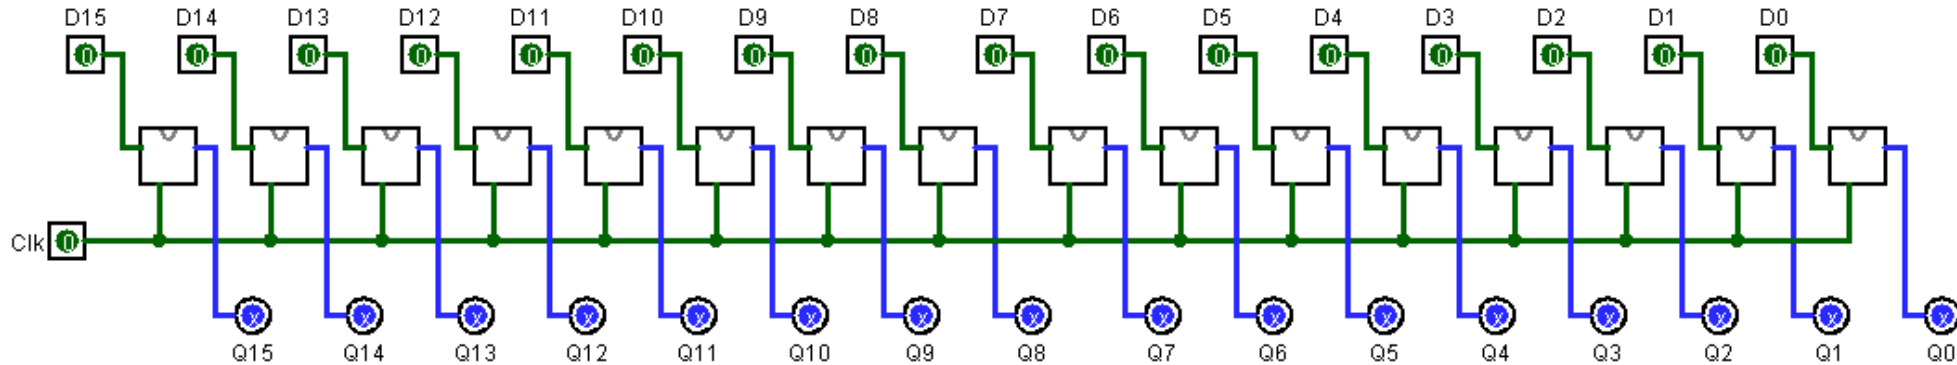 D15 D14 D13 D12 D11 D10 D9 D8 D7 D6 D5 D4 D3 D2 D1 D0
0 0 0 0 0 0 0 0 0 0 0 0 0 0 0 0
Clk 0
x x x x x x x x x x x x x x x x
Q15 Q14 Q13 Q12 Q11 Q10 Q9 Q8 Q7 Q6 Q5 Q4 Q3 Q2 Q1 Q0